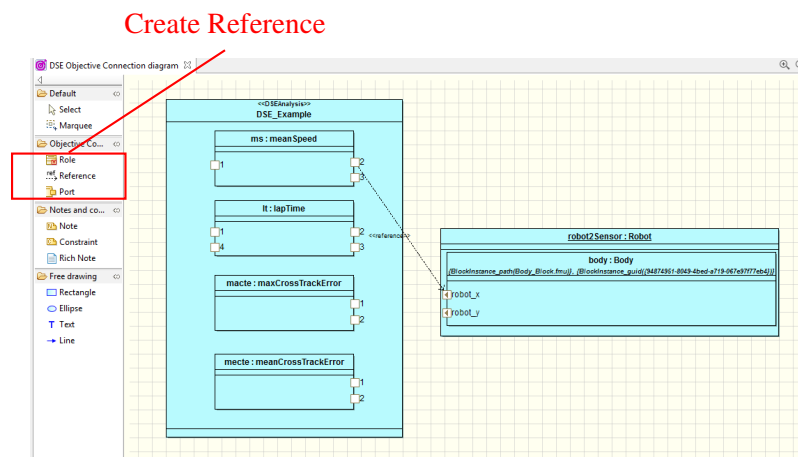 Create Reference
DSE Objective Connection diagram
Default
Select
Marquee
Objective Co...
Role
Reference
Port
Notes and co...
Note
Constraint
Rich Note
Free drawing
Rectangle
Ellipse
T Text
Line
<<DSEAnalysis>>
DSE_Example
ms : meanSpeed
1
2
3
lt : lapTime
1
2
4
3
<<reference>>
macte : maxCrossTrackError
1
2
mecte : meanCrossTrackError
1
2
robot2Sensor : Robot
body : Body
{BlockInstance_path(Body_Block.fmu)}, {BlockInstance_guid({94874951-8049-4bed-a719-067e97f77eb4})}
robot_x
robot_y